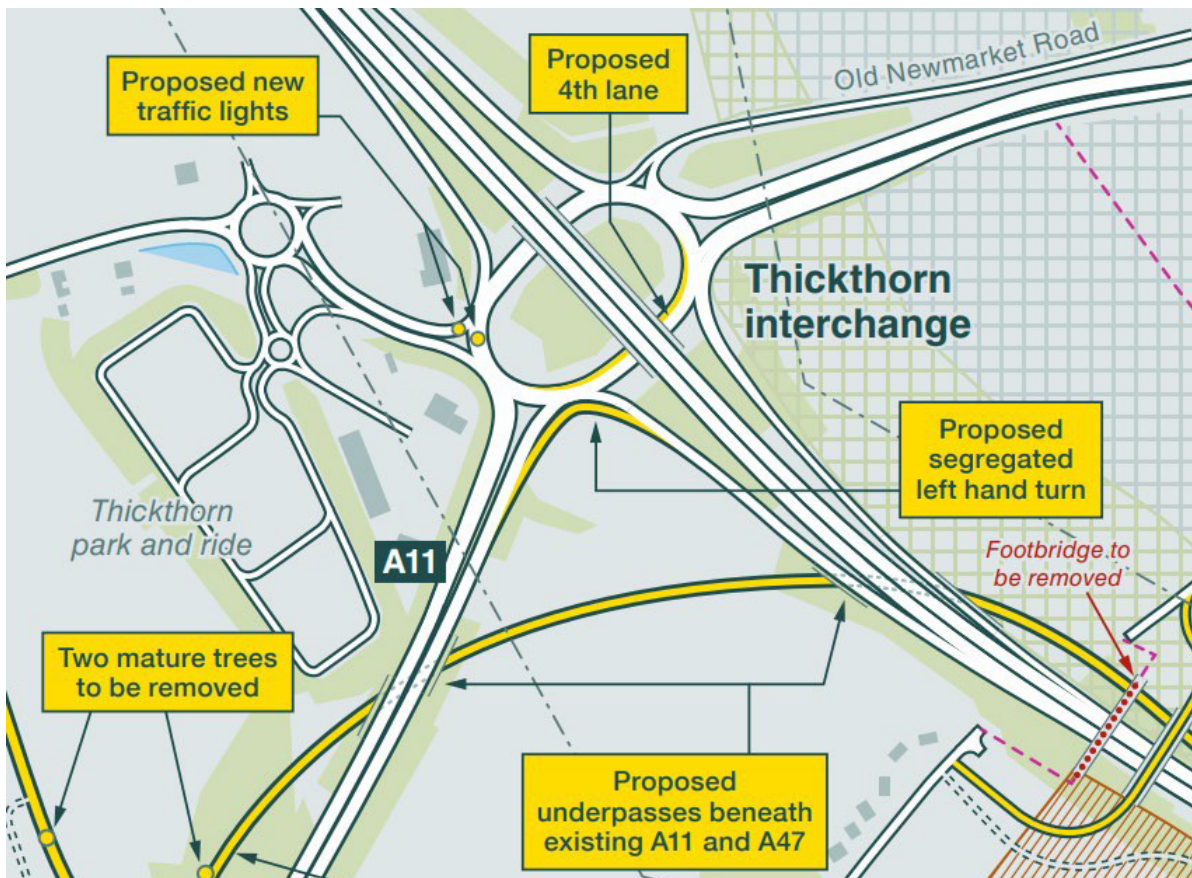 Proposed new
traffic lights
Proposed
4th lane
Old Newmarket Road
Thickthorn
interchange
Proposed
segregated
left hand turn
Thickthorn
park and ride
A11
Footbridge to
be removed
Two mature trees
to be removed
Proposed
underpasses beneath
existing A11 and A47